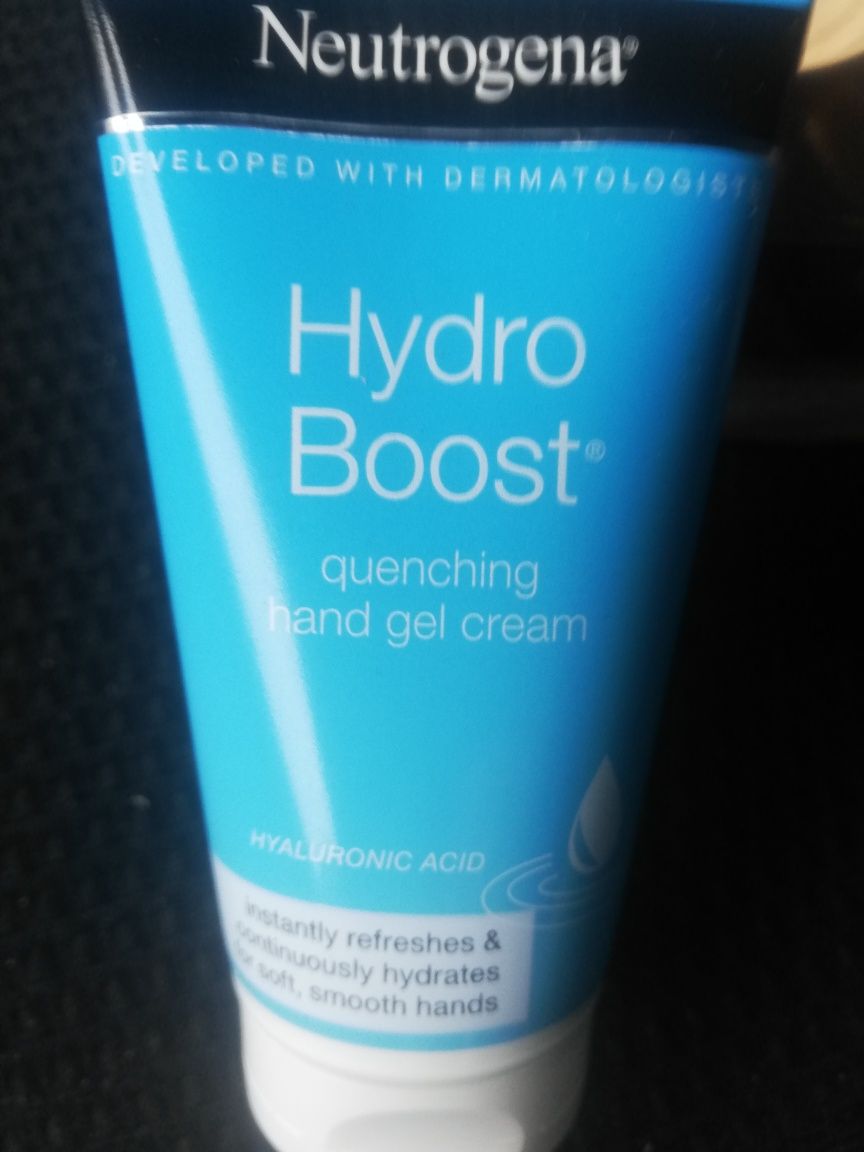 Neutrogena®
DEVELOPED WITH DERMATOLOGISTS
Hydro
Boost®
quenching
hand gel cream
HYALURONIC ACID
instantly refreshes &
continuously hydrates
for soft, smooth hands